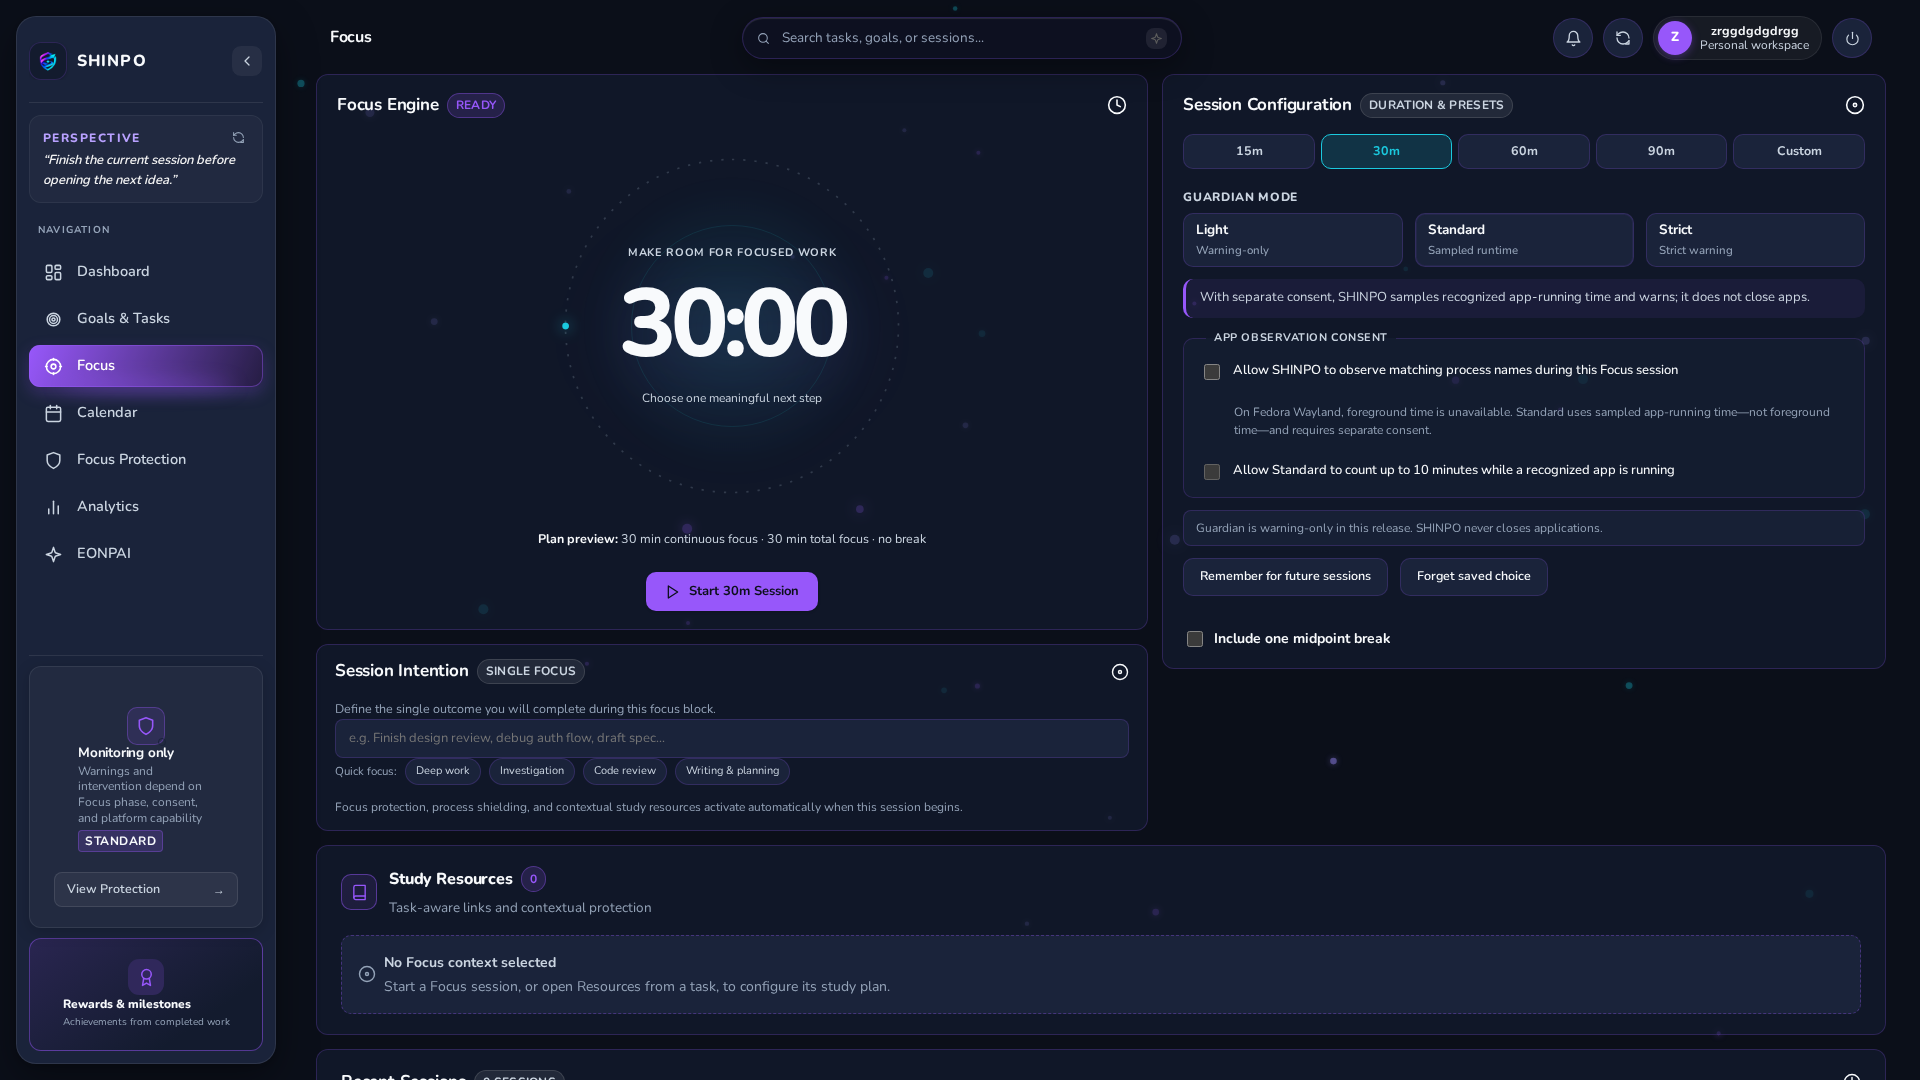 SHINPO
PERSPECTIVE
“Finish the current session before
opening the next idea.”
NAVIGATION
Dashboard
Goals & Tasks
Focus
Calendar
Focus Protection
Analytics
EONPAI
Monitoring only
Warnings and
intervention depend on
Focus phase, consent,
and platform capability
STANDARD
View Protection →
Rewards & milestones
Achievements from completed work
Focus
Search tasks, goals, or sessions...
Z
zrggdgdgdrgg
Personal workspace
Focus Engine READY
MAKE ROOM FOR FOCUSED WORK
30:00
Choose one meaningful next step
Plan preview: 30 min continuous focus · 30 min total focus · no break
Start 30m Session
Session Intention SINGLE FOCUS
Define the single outcome you will complete during this focus block.
e.g. Finish design review, debug auth flow, draft spec...
Quick focus: Deep work Investigation Code review Writing & planning
Focus protection, process shielding, and contextual study resources activate automatically when this session begins.
Session Configuration DURATION & PRESETS
15m 30m 60m 90m Custom
GUARDIAN MODE
Light
Warning-only
Standard
Sampled runtime
Strict
Strict warning
With separate consent, SHINPO samples recognized app-running time and warns; it does not close apps.
APP OBSERVATION CONSENT
Allow SHINPO to observe matching process names during this Focus session
On Fedora Wayland, foreground time is unavailable. Standard uses sampled app-running time—not foreground
time—and requires separate consent.
Allow Standard to count up to 10 minutes while a recognized app is running
Guardian is warning-only in this release. SHINPO never closes applications.
Remember for future sessions Forget saved choice
Include one midpoint break
Study Resources 0
Task-aware links and contextual protection
No Focus context selected
Start a Focus session, or open Resources from a task, to configure its study plan.
Recent Sessions